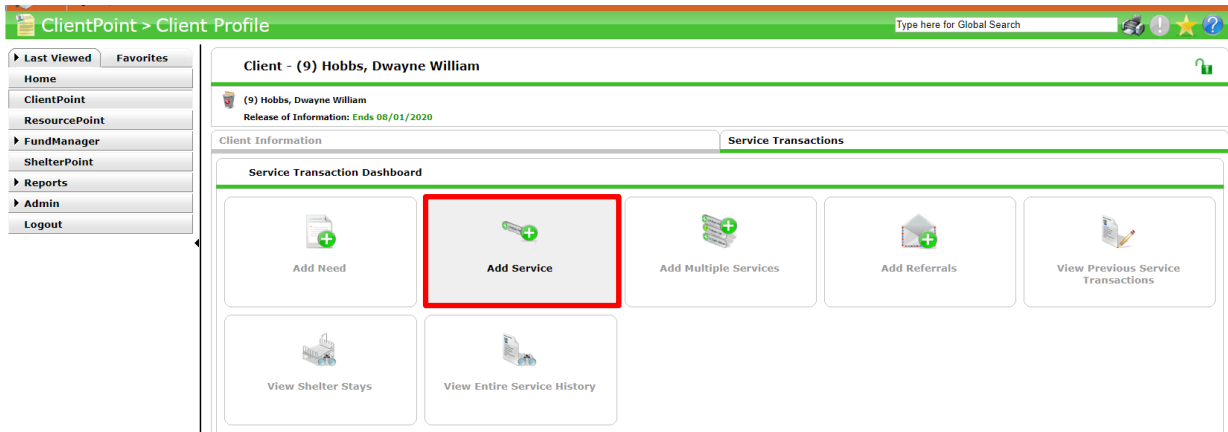 ClientPoint > Client Profile
Type here for Global Search
Last Viewed Favorites
Home
ClientPoint
ResourcePoint
FundManager
ShelterPoint
Reports
Admin
Logout
Client - (9) Hobbs, Dwayne William
(9) Hobbs, Dwayne William
Release of Information: Ends 08/01/2020
Client Information
Service Transactions
Service Transaction Dashboard
Add Need
Add Service
Add Multiple Services
Add Referrals
View Previous Service
Transactions
View Shelter Stays
View Entire Service History